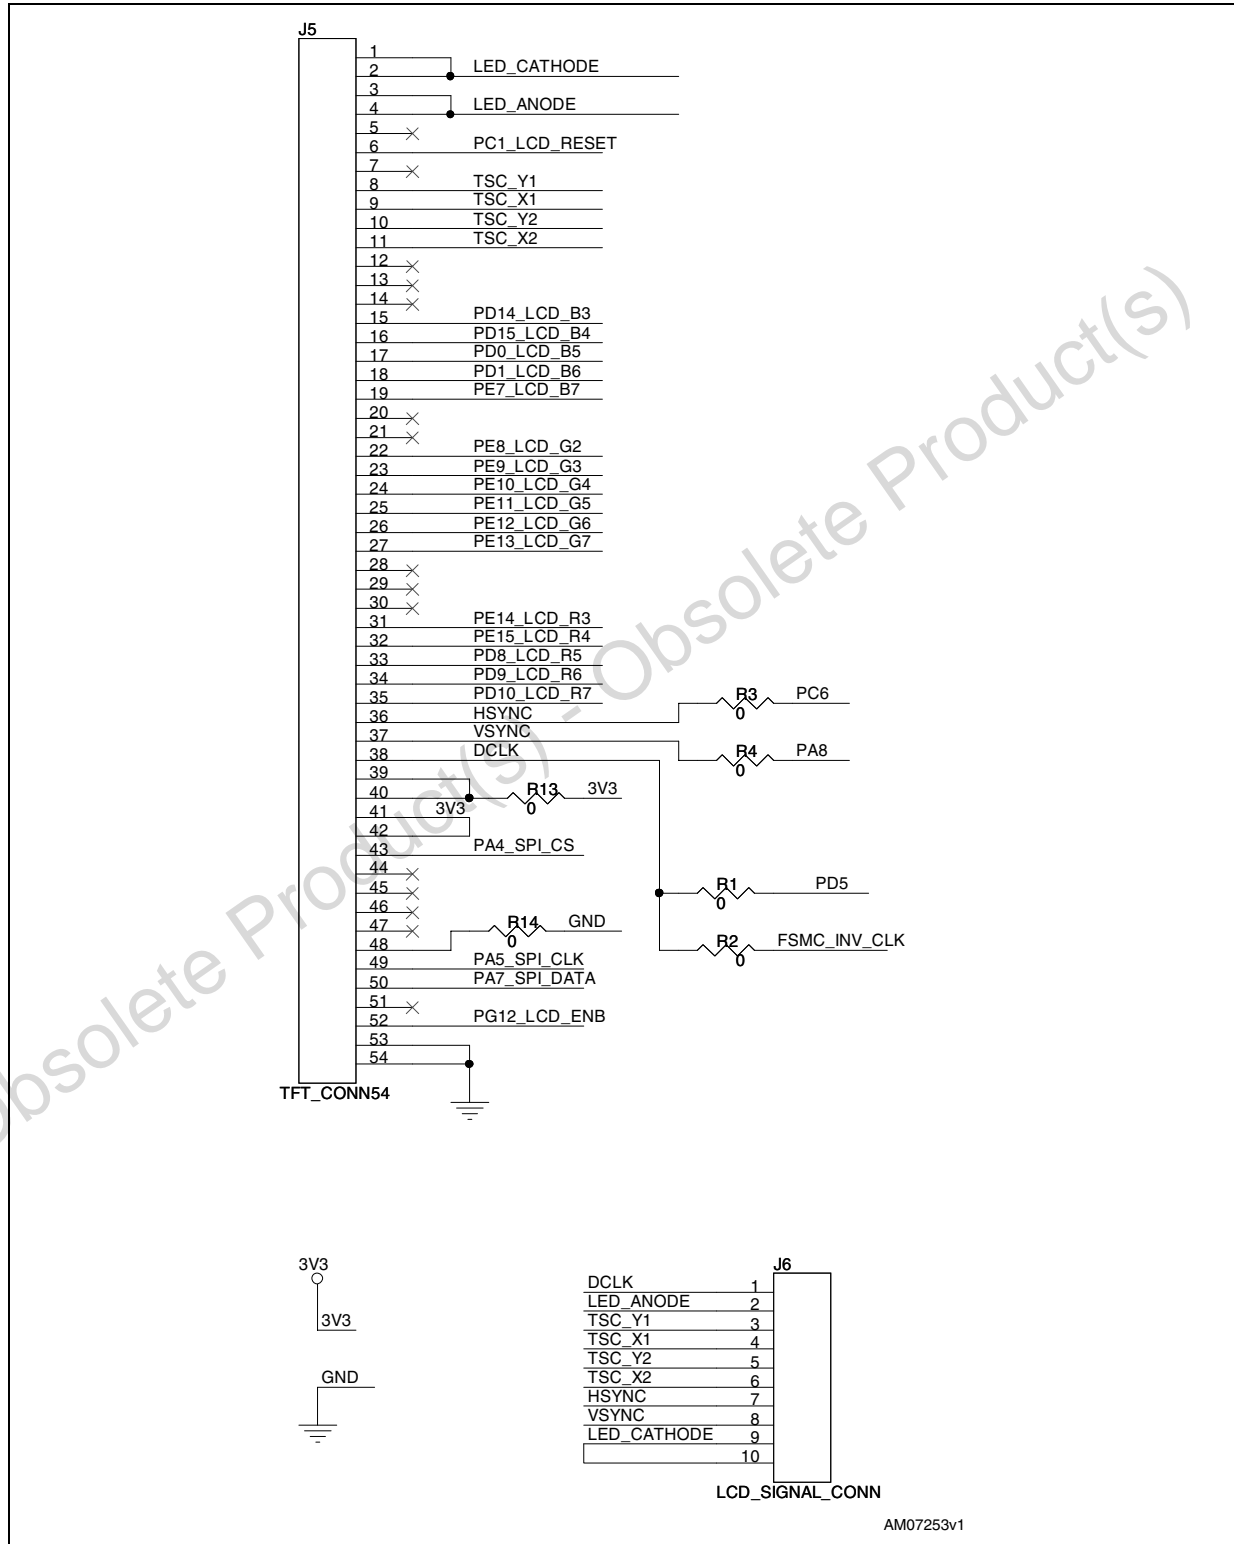 J5
1
2 LED_CATHODE
3
4 LED_ANODE
5
6 PC1_LCD_RESET
7
8 TSC_Y1
9 TSC_X1
10 TSC_Y2
11 TSC_X2
12
13
14
15 PD14_LCD_B3
16 PD15_LCD_B4
17 PD0_LCD_B5
18 PD1_LCD_B6
19 PE7_LCD_B7
20
21
22 PE8_LCD_G2
23 PE9_LCD_G3
24 PE10_LCD_G4
25 PE11_LCD_G5
26 PE12_LCD_G6
27 PE13_LCD_G7
28
29
30
31 PE14_LCD_R3
32 PE15_LCD_R4
33 PD8_LCD_R5
34 PD9_LCD_R6
35 PD10_LCD_R7
36 HSYNC R3 0 PC6
37 VSYNC R4 0 PA8
38 DCLK
39
40 R13 0 3V3
41 3V3
42
43 PA4_SPI_CS
44
45 R1 0 PD5
46
47 R14 0 GND
48 R2 0 FSMC_INV_CLK
49 PA5_SPI_CLK
50 PA7_SPI_DATA
51
52 PG12_LCD_ENB
53
54
TFT_CONN54
3V3
3V3
GND
J6
DCLK 1
LED_ANODE 2
TSC_Y1 3
TSC_X1 4
TSC_Y2 5
TSC_X2 6
HSYNC 7
VSYNC 8
LED_CATHODE 9
10
LCD_SIGNAL_CONN
AM07253v1
Obsolete Product(s) - Obsolete Product(s)